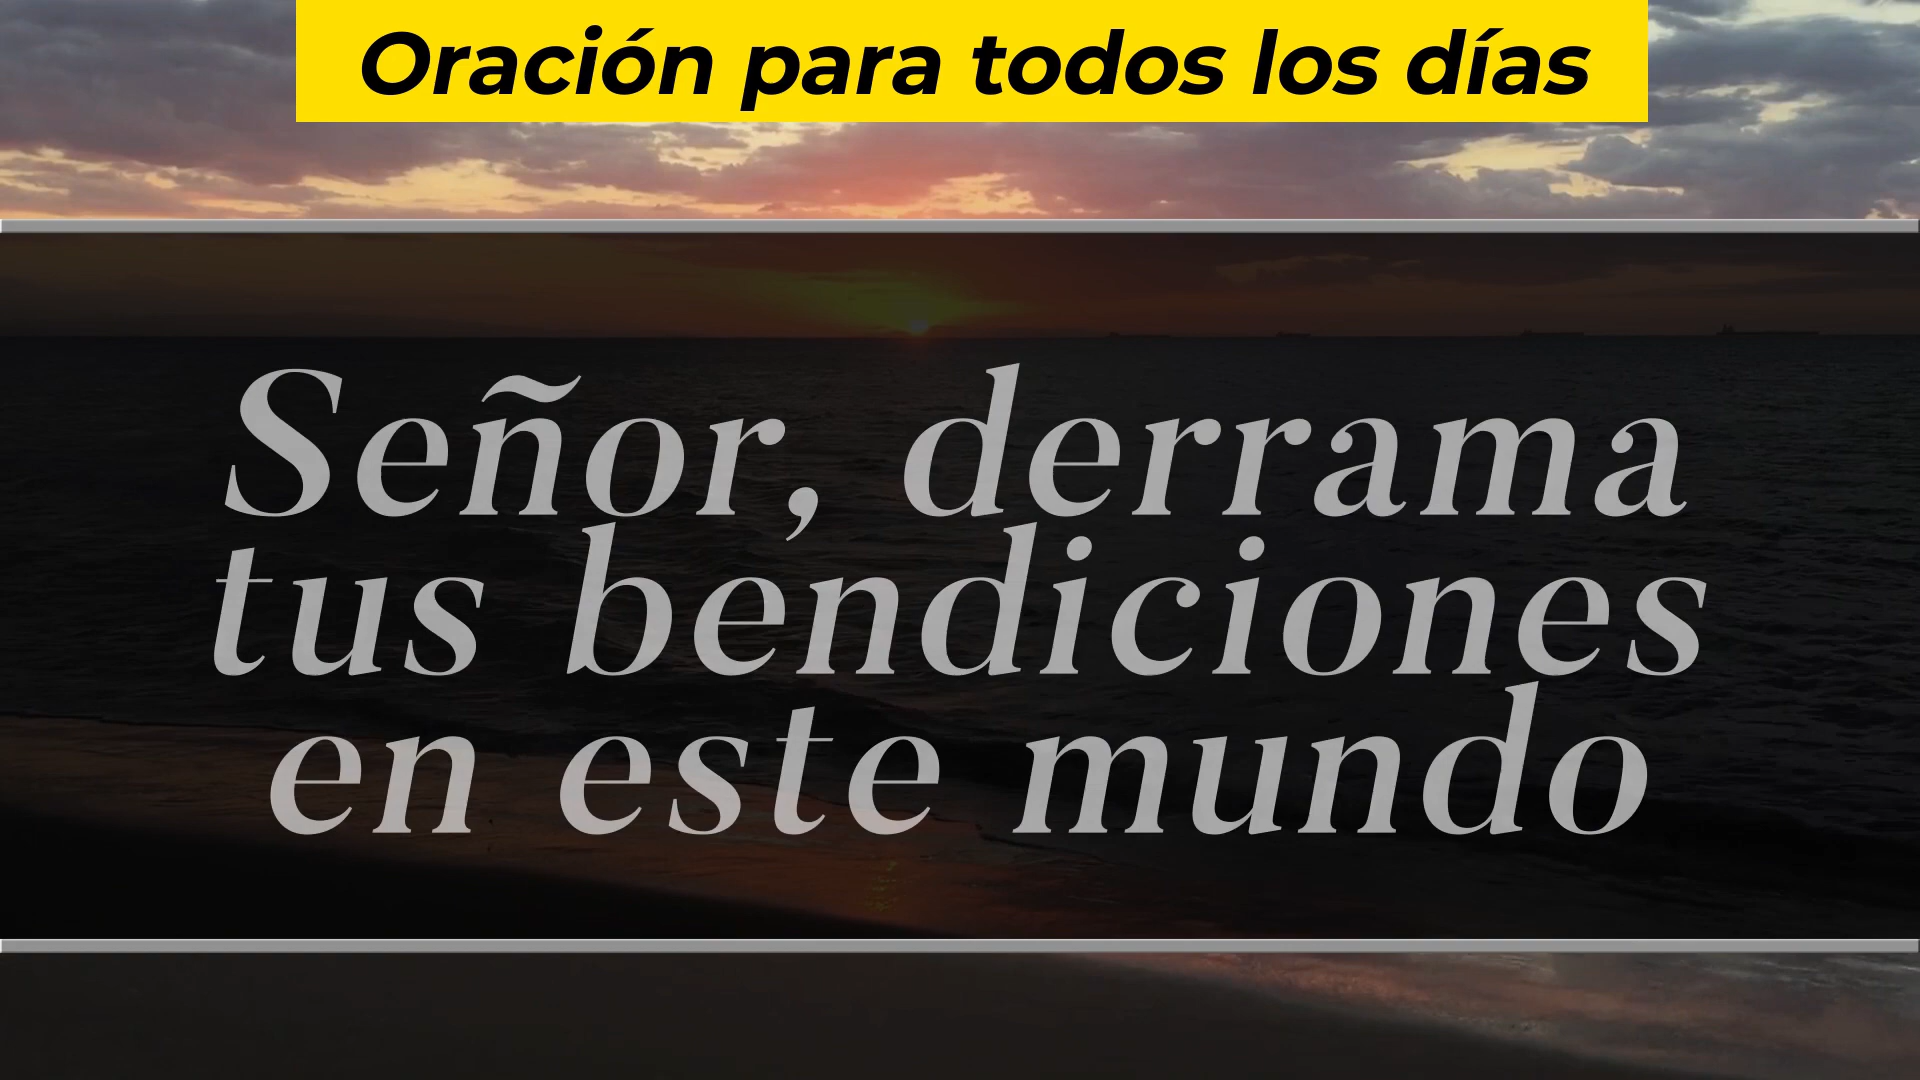 Oración para todos los días
Señor, derrama
tus bendiciones
en este mundo